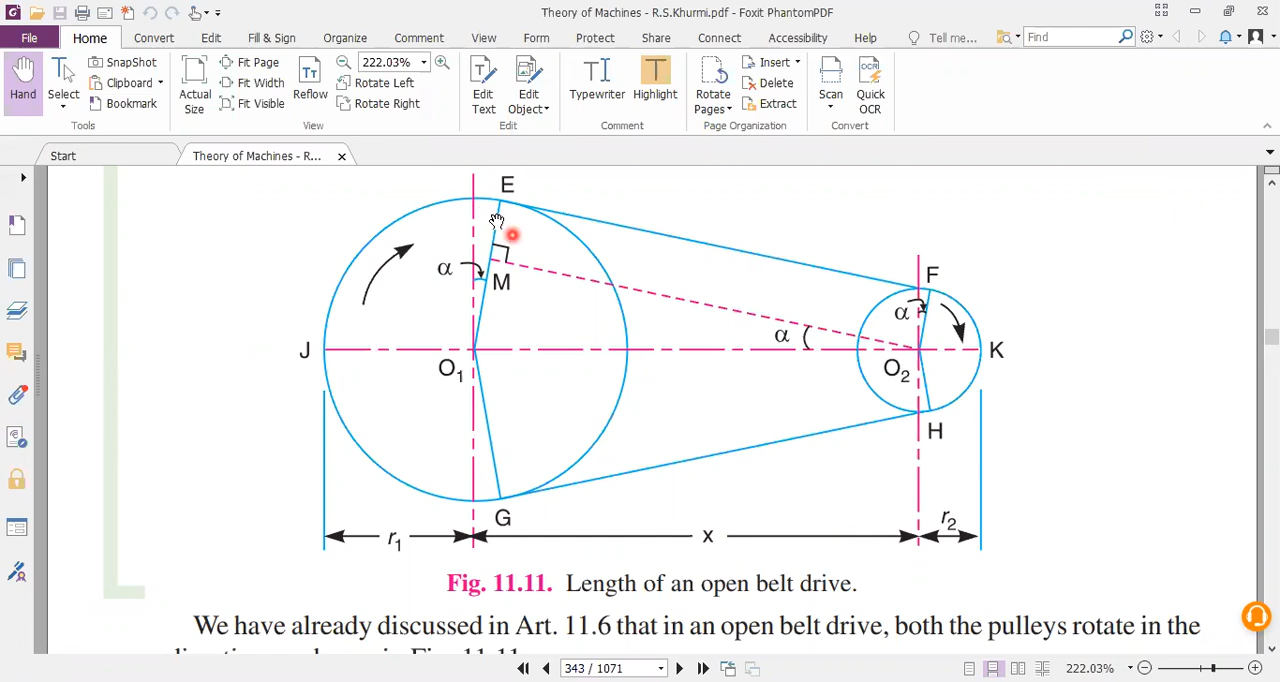 Theory of Machines - R.S.Khurmi.pdf - Foxit PhantomPDF
File Home Convert Edit Fill & Sign Organize Comment View Form Protect Share Connect Accessibility Help Tell me... Find
Hand
Select
SnapShot
Clipboard
Bookmark
Tools
Actual Size
Fit Page
Fit Width
Fit Visible
Reflow
222.03%
Rotate Left
Rotate Right
View
Edit Text
Edit Object
Edit
Typewriter
Highlight
Comment
Rotate Pages
Insert
Delete
Extract
Page Organization
Scan
Quick OCR
Convert
Start
Theory of Machines - R...
E
α
M
F
α
α
J
O1
O2
K
H
G
r1
x
r2
Fig. 11.11. Length of an open belt drive.
We have already discussed in Art. 11.6 that in an open belt drive, both the pulleys rotate in the
343 / 1071
222.03%